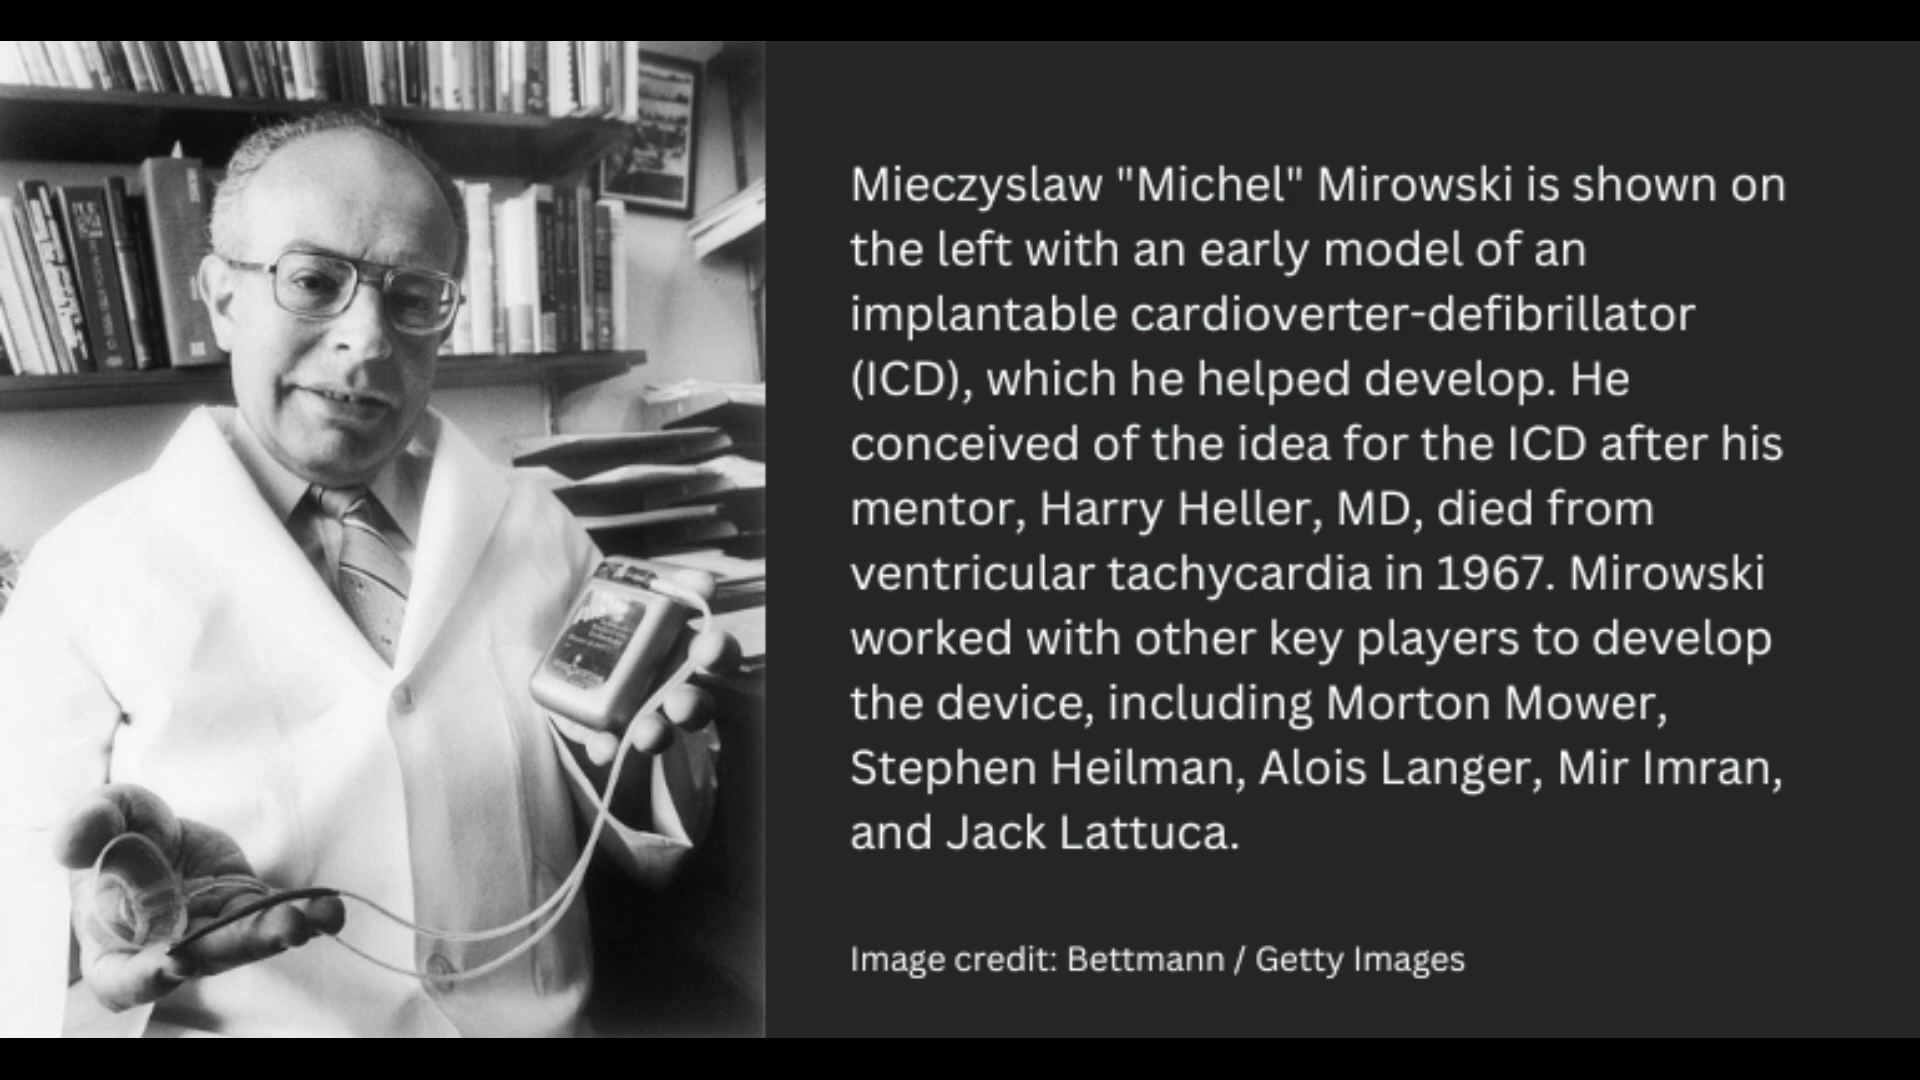 Mieczyslaw "Michel" Mirowski is shown on
the left with an early model of an
implantable cardioverter-defibrillator
(ICD), which he helped develop. He
conceived of the idea for the ICD after his
mentor, Harry Heller, MD, died from
ventricular tachycardia in 1967. Mirowski
worked with other key players to develop
the device, including Morton Mower,
Stephen Heilman, Alois Langer, Mir Imran,
and Jack Lattuca.
Image credit: Bettmann / Getty Images